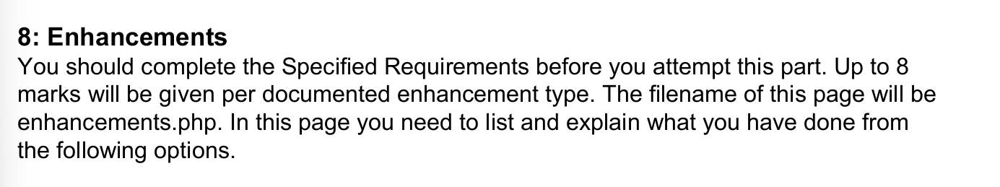 8: Enhancements
You should complete the Specified Requirements before you attempt this part. Up to 8
marks will be given per documented enhancement type. The filename of this page will be
enhancements.php. In this page you need to list and explain what you have done from
the following options.